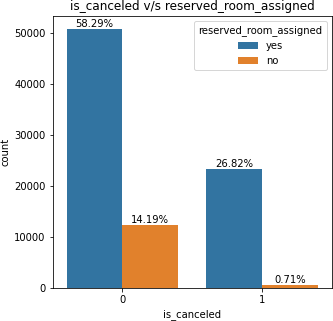 is_canceled v/s reserved_room_assigned
58.29%
reserved_room_assigned
yes
no
50000
40000
30000
26.82%
20000
14.19%
10000
0.71%
0
count
0
1
is_canceled